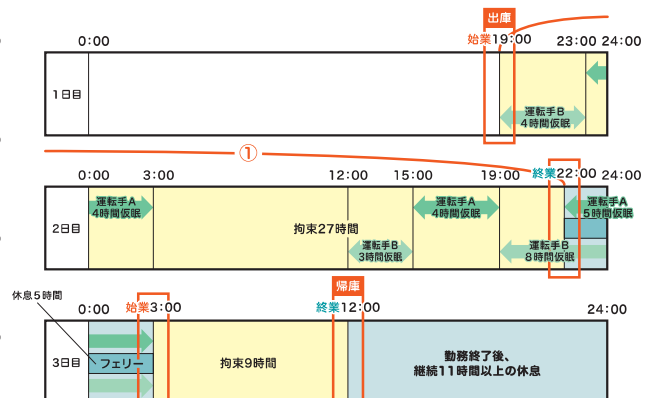 出庫
0:00 始業19:00 23:00 24:00
1日目
運転手B
4時間仮眠
①
0:00 3:00 12:00 15:00 19:00 終業22:00 24:00
2日目
運転手A
4時間仮眠
拘束27時間
運転手B
3時間仮眠
運転手A
4時間仮眠
運転手B
8時間仮眠
運転手A
5時間仮眠
休息5時間
帰庫
0:00 始業3:00 終業12:00 24:00
3日目
フェリー
拘束9時間
勤務終了後、
継続11時間以上の休息